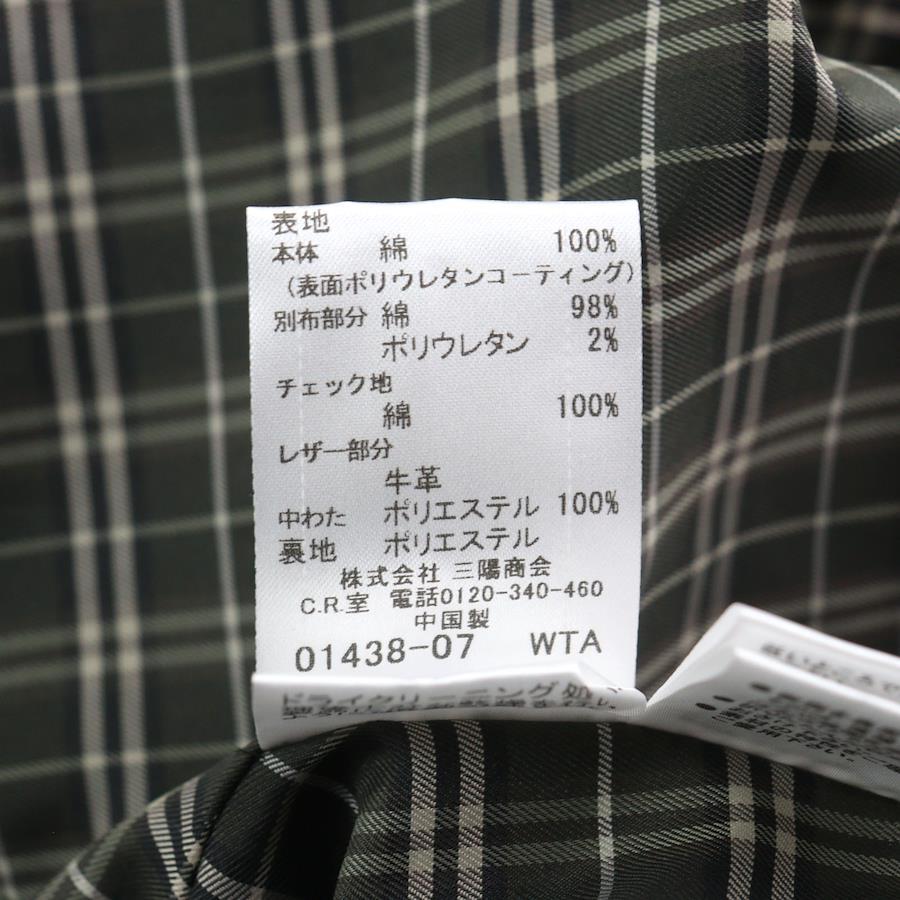 表地
本体 綿 100%
(表面ポリウレタンコーティング)
別布部分 綿 98%
ポリウレタン 2%
チェック地
綿 100%
レザー部分
牛革
中わた ポリエステル 100%
裏地 ポリエステル
株式会社 三陽商会
C.R.室 電話0120-340-460
中国製
01438-07 WTA
ドライクリーニング処